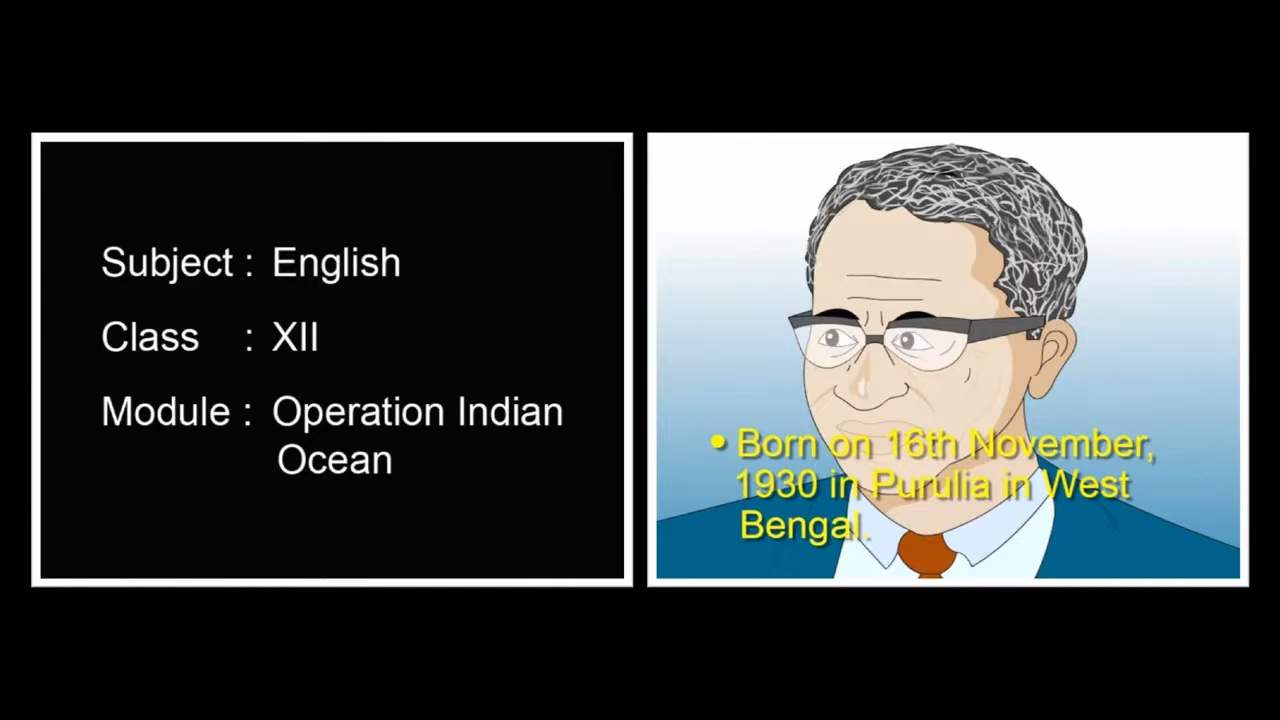 Subject : English
Class : XII
Module : Operation Indian
Ocean
• Born on 16th November,
1930 in Purulia in West
Bengal.